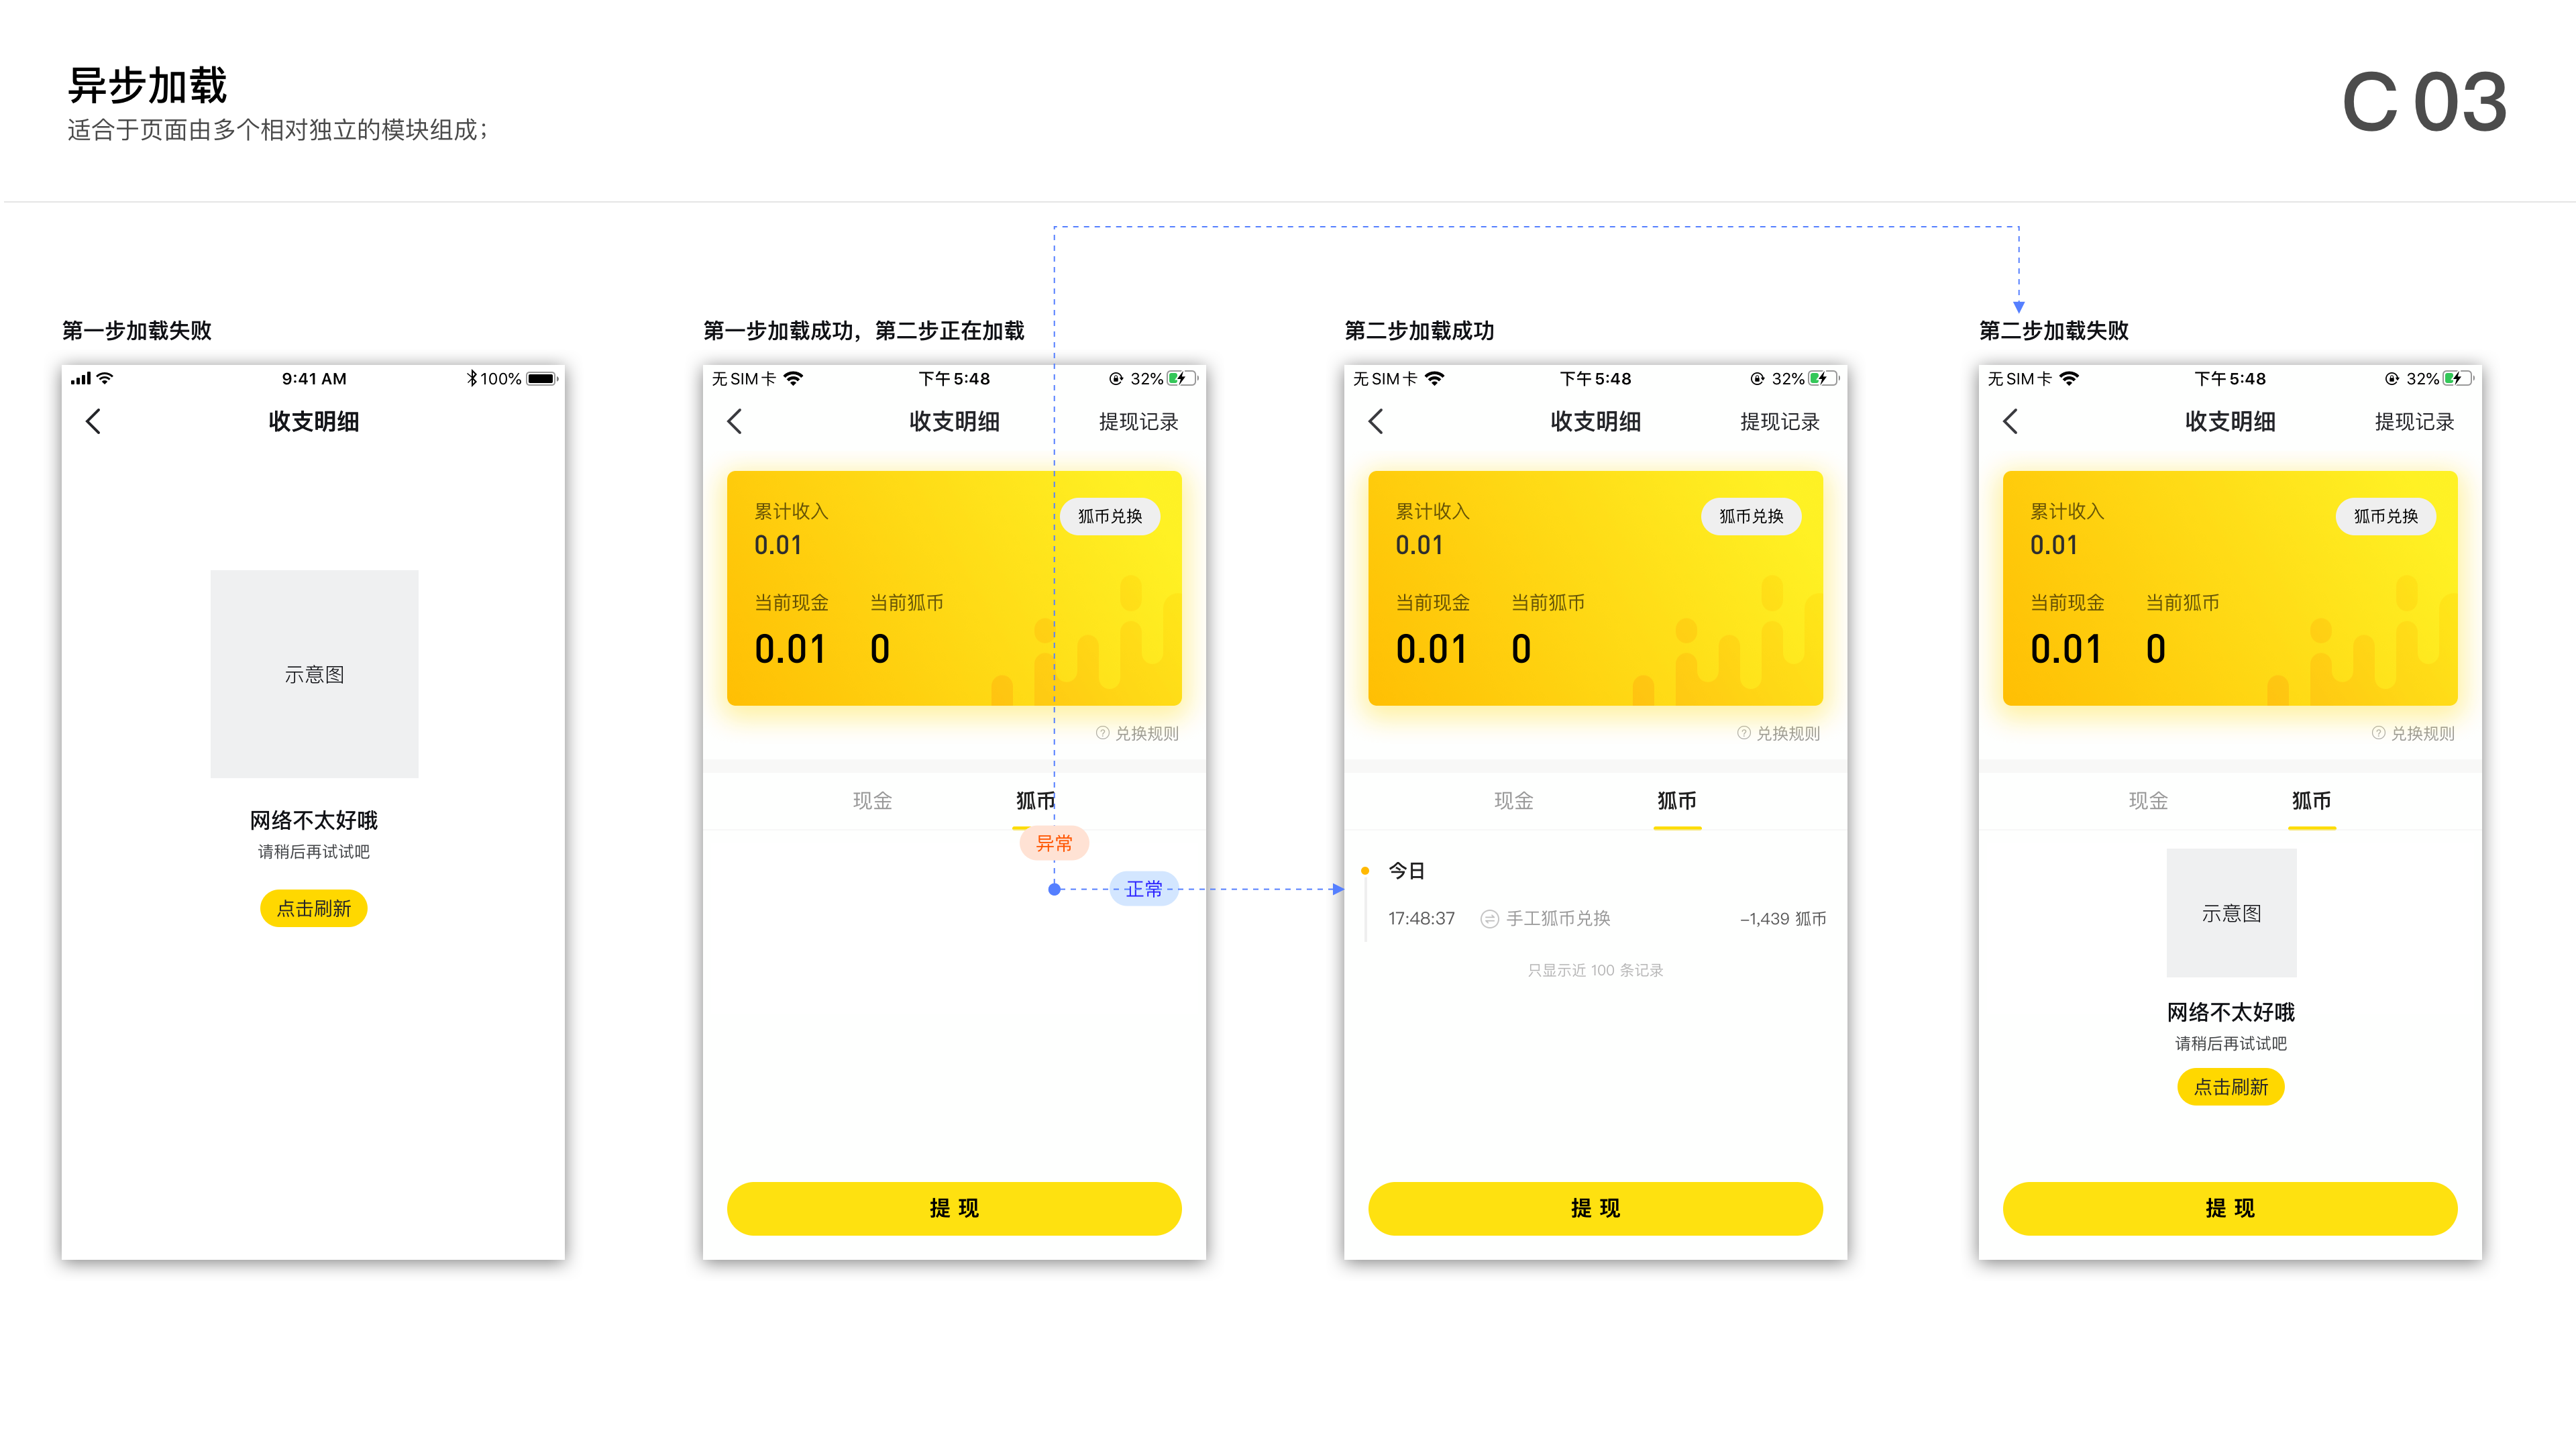 异步加载
适合于页面由多个相对独立的模块组成；
C 03
第一步加载失败
9:41 AM
100%
收支明细
示意图
网络不太好哦
请稍后再试试吧
点击刷新
第一步加载成功，第二步正在加载
无 SIM 卡
下午 5:48
32%
收支明细
提现记录
累计收入
0.01
狐币兑换
当前现金
当前狐币
0.01
0
兑换规则
现金
狐币
异常
正常
提 现
第二步加载成功
无 SIM 卡
下午 5:48
32%
收支明细
提现记录
累计收入
0.01
狐币兑换
当前现金
当前狐币
0.01
0
兑换规则
现金
狐币
今日
17:48:37
手工狐币兑换
–1,439 狐币
只显示近 100 条记录
提 现
第二步加载失败
无 SIM 卡
下午 5:48
32%
收支明细
提现记录
累计收入
0.01
狐币兑换
当前现金
当前狐币
0.01
0
兑换规则
现金
狐币
示意图
网络不太好哦
请稍后再试试吧
点击刷新
提 现